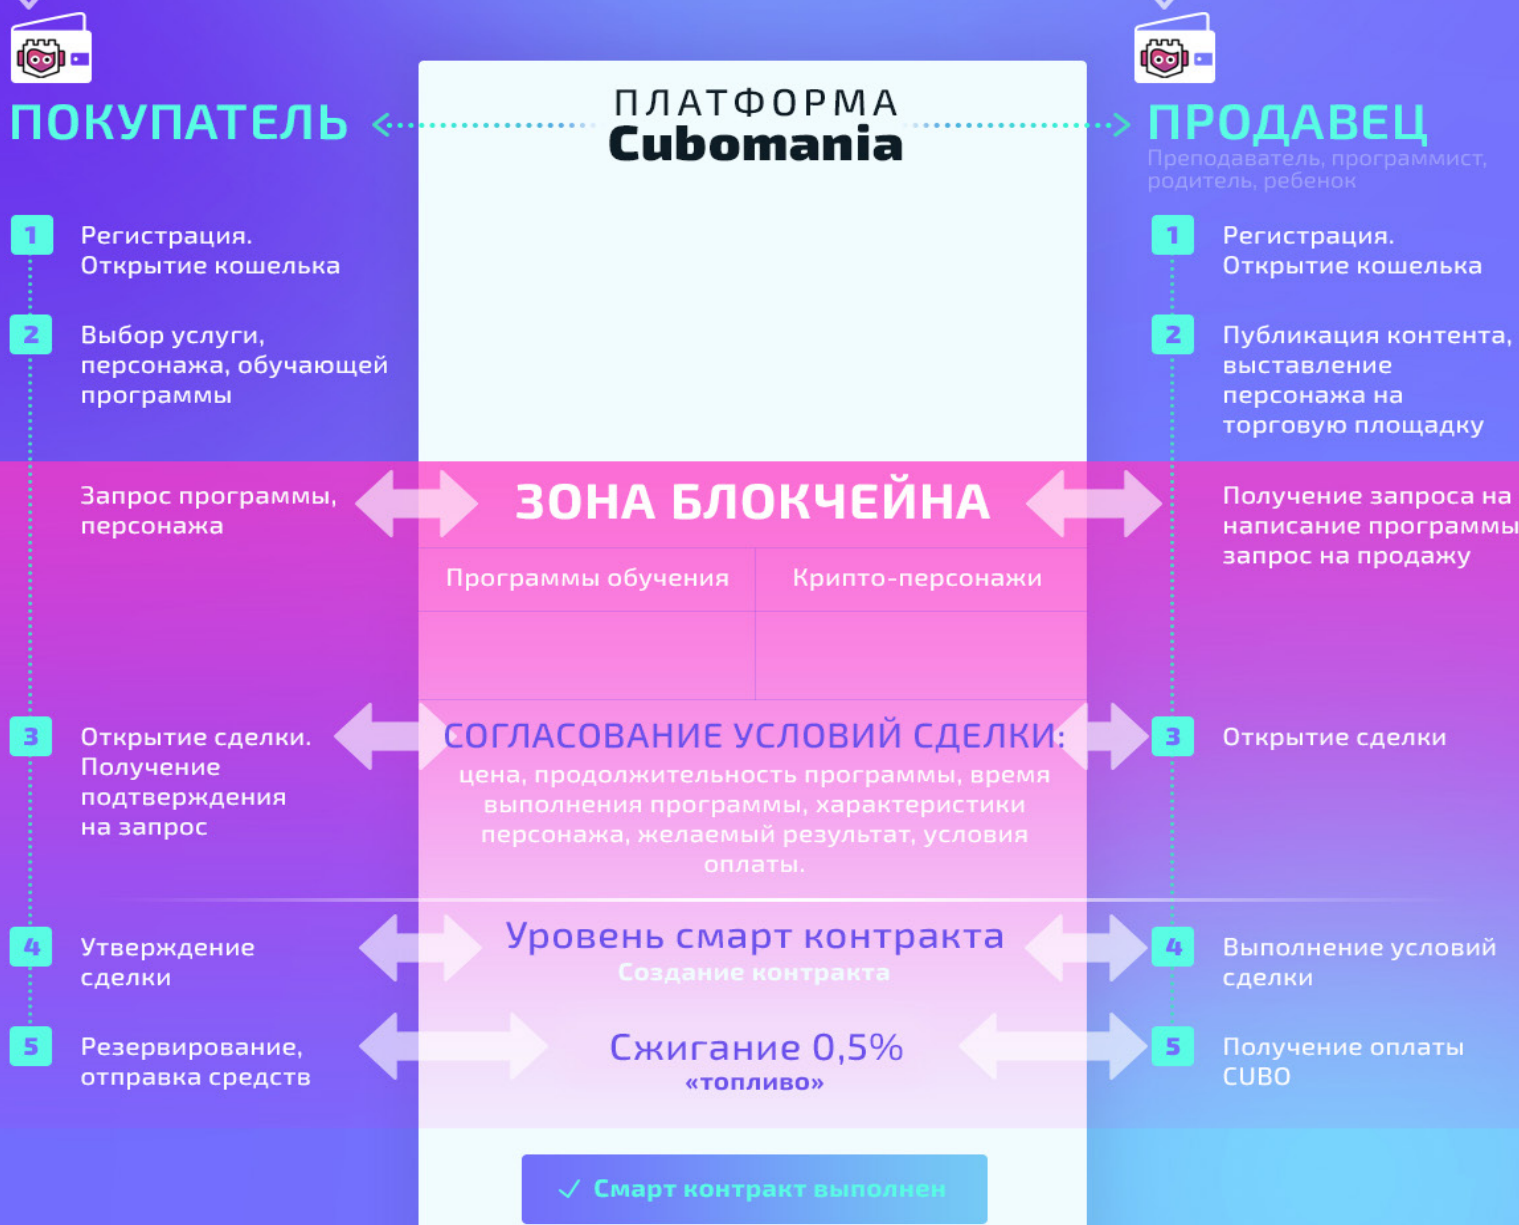 ПОКУПАТЕЛЬ
1
Регистрация.
Открытие кошелька
2
Выбор услуги,
персонажа, обучающей
программы
Запрос программы,
персонажа
3
Открытие сделки.
Получение
подтверждения
на запрос
4
Утверждение
сделки
5
Резервирование,
отправка средств
ПЛАТФОРМА
Cubomania
ЗОНА БЛОКЧЕЙНА
Программы обучения
Крипто-персонажи
СОГЛАСОВАНИЕ УСЛОВИЙ СДЕЛКИ:
цена, продолжительность программы, время
выполнения программы, характеристики
персонажа, желаемый результат, условия
оплаты.
Уровень смарт контракта
Создание контракта
Сжигание 0,5%
«топливо»
Смарт контракт выполнен
ПРОДАВЕЦ
Преподаватель, программист,
родитель, ребенок
1
Регистрация.
Открытие кошелька
2
Публикация контента,
выставление
персонажа на
торговую площадку
Получение запроса на
написание программы
запрос на продажу
3
Открытие сделки
4
Выполнение условий
сделки
5
Получение оплаты
CUBO